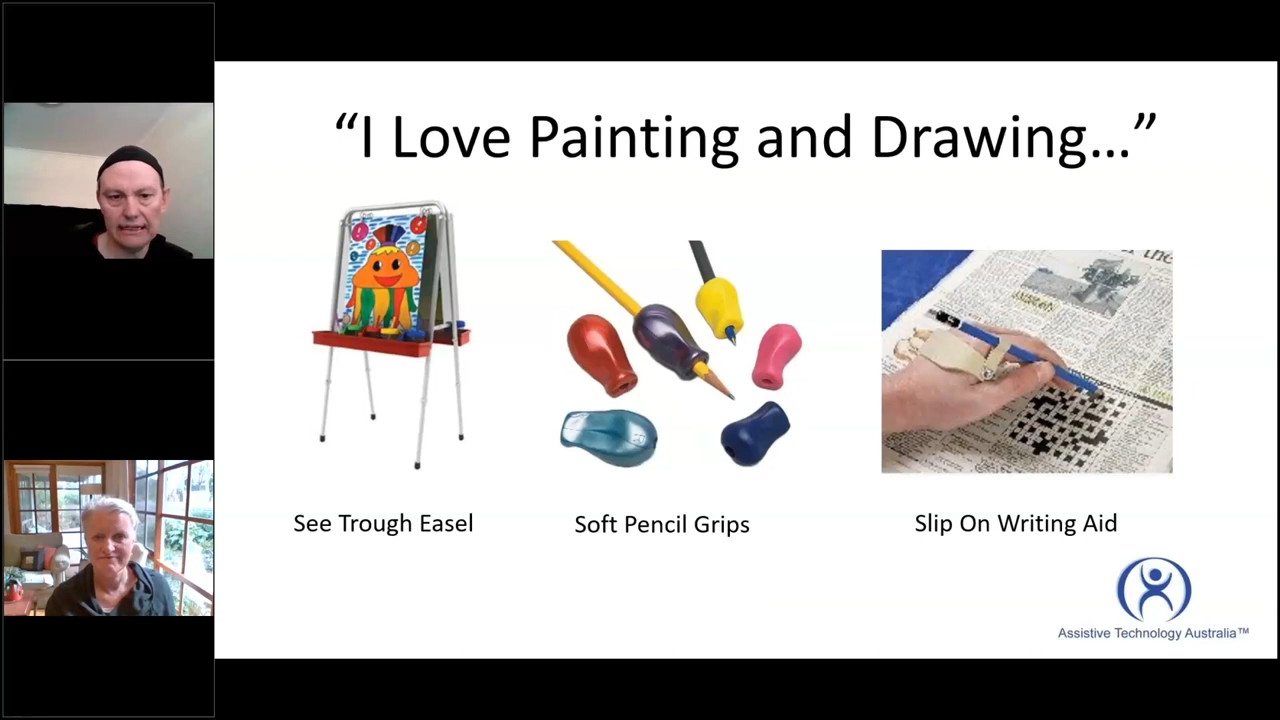 “I Love Painting and Drawing...”
See Trough Easel
Soft Pencil Grips
Slip On Writing Aid
Assistive Technology Australia™